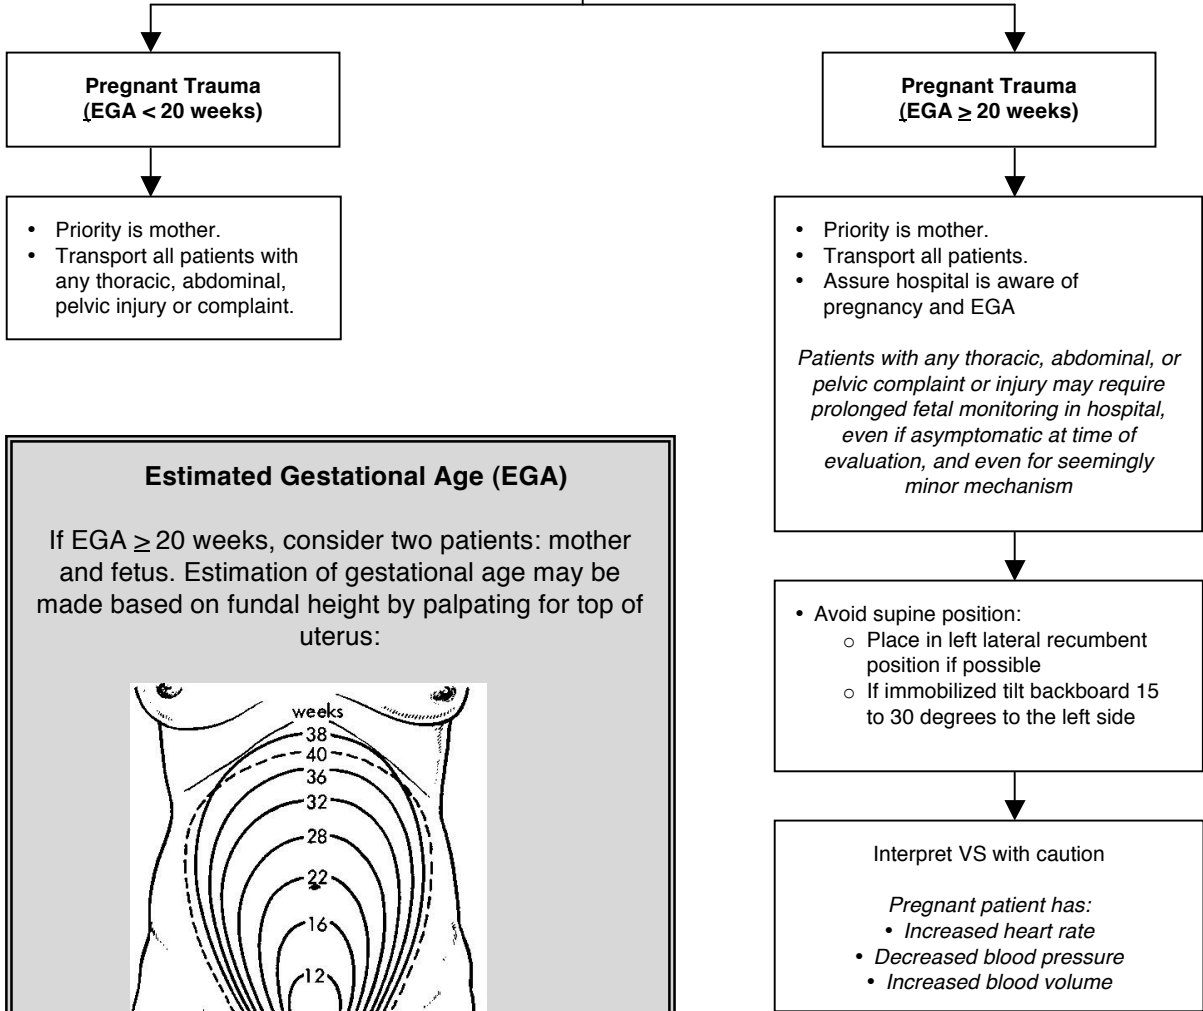 Pregnant Trauma
(EGA < 20 weeks)
• Priority is mother.
• Transport all patients with
any thoracic, abdominal,
pelvic injury or complaint.
Pregnant Trauma
(EGA ≥ 20 weeks)
• Priority is mother.
• Transport all patients.
• Assure hospital is aware of
pregnancy and EGA
Patients with any thoracic, abdominal, or
pelvic complaint or injury may require
prolonged fetal monitoring in hospital,
even if asymptomatic at time of
evaluation, and even for seemingly
minor mechanism
• Avoid supine position:
o Place in left lateral recumbent
position if possible
o If immobilized tilt backboard 15
to 30 degrees to the left side
Interpret VS with caution
Pregnant patient has:
• Increased heart rate
• Decreased blood pressure
• Increased blood volume
Estimated Gestational Age (EGA)
If EGA ≥ 20 weeks, consider two patients: mother
and fetus. Estimation of gestational age may be
made based on fundal height by palpating for top of
uterus:
weeks
38
40
36
32
28
22
16
12